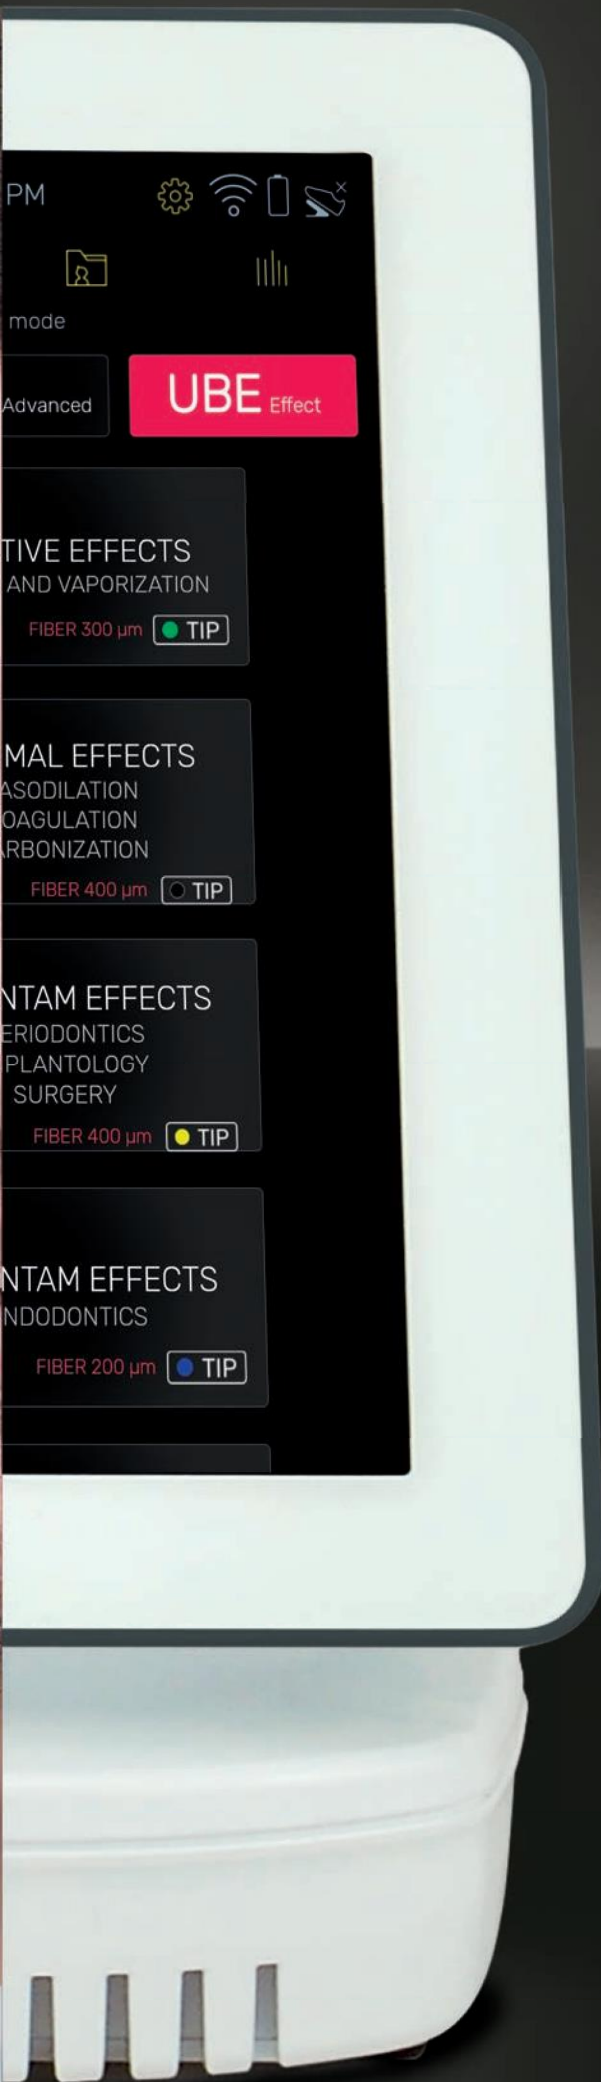 PM
mode
Advanced
UBE Effect
TIVE EFFECTS
AND VAPORIZATION
FIBER 300 µm TIP
MAL EFFECTS
ASODILATION
OAGULATION
ARBONIZATION
FIBER 400 µm TIP
NTAM EFFECTS
ERIODONTICS
PLANTOLOGY
SURGERY
FIBER 400 µm TIP
NTAM EFFECTS
NDODONTICS
FIBER 200 µm TIP